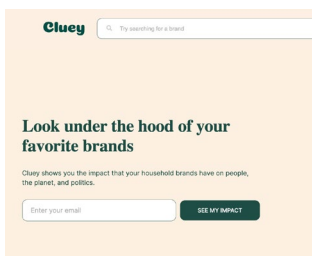 Cluey
Try searching for a brand
Look under the hood of your
favorite brands
Cluey shows you the impact that your household brands have on people,
the planet, and politics.
Enter your email
SEE MY IMPACT